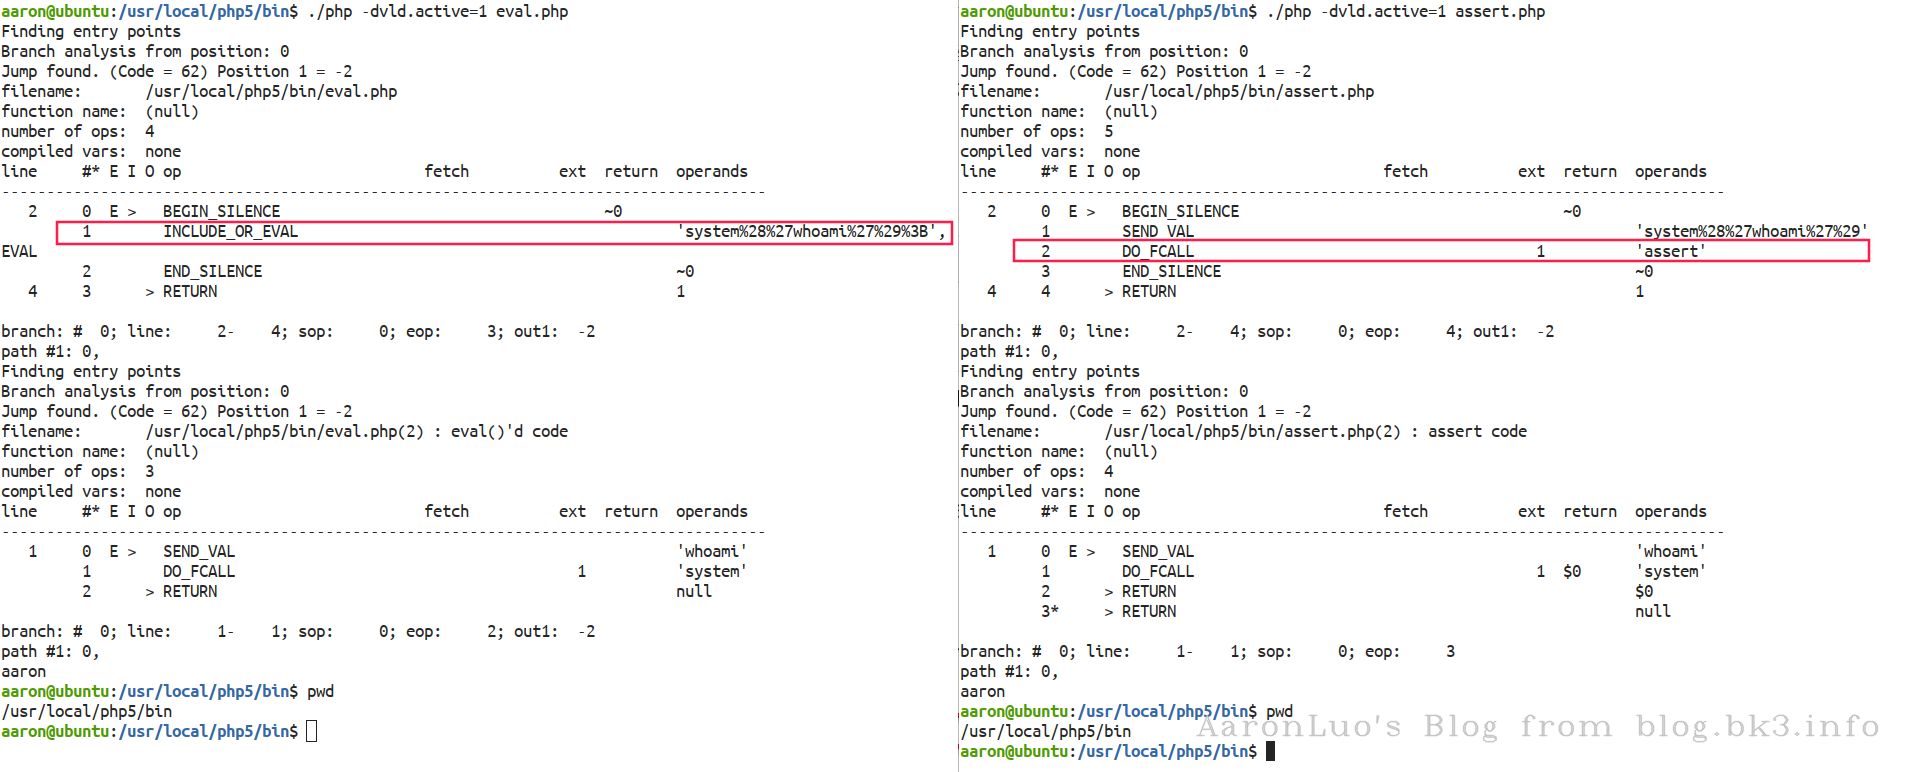 aaron@ubuntu:/usr/local/php5/bin$ ./php -dvld.active=1 eval.php
Finding entry points
Branch analysis from position: 0
Jump found. (Code = 62) Position 1 = -2
filename:       /usr/local/php5/bin/eval.php
function name:  (null)
number of ops:  4
compiled vars:  none
line     #* E I O op                           fetch          ext  return  operands
-------------------------------------------------------------------------------------
   2     0  E >   BEGIN_SILENCE                                    ~0
         1        INCLUDE_OR_EVAL                                          'system%28%27whoami%27%29%3B',
EVAL
         2        END_SILENCE                                              ~0
   4     3      > RETURN                                                   1
branch: #  0; line:     2-    4; sop:     0; eop:     3; out1:  -2
path #1: 0,
Finding entry points
Branch analysis from position: 0
Jump found. (Code = 62) Position 1 = -2
filename:       /usr/local/php5/bin/eval.php(2) : eval()'d code
function name:  (null)
number of ops:  3
compiled vars:  none
line     #* E I O op                           fetch          ext  return  operands
-------------------------------------------------------------------------------------
   1     0  E >   SEND_VAL                                                 'whoami'
         1        DO_FCALL                                      1          'system'
         2      > RETURN                                                   null
branch: #  0; line:     1-    1; sop:     0; eop:     2; out1:  -2
path #1: 0,
aaron
aaron@ubuntu:/usr/local/php5/bin$ pwd
/usr/local/php5/bin
aaron@ubuntu:/usr/local/php5/bin$
aaron@ubuntu:/usr/local/php5/bin$ ./php -dvld.active=1 assert.php
Finding entry points
Branch analysis from position: 0
Jump found. (Code = 62) Position 1 = -2
filename:       /usr/local/php5/bin/assert.php
function name:  (null)
number of ops:  5
compiled vars:  none
line     #* E I O op                           fetch          ext  return  operands
-------------------------------------------------------------------------------------
   2     0  E >   BEGIN_SILENCE                                    ~0
         1        SEND_VAL                                                 'system%28%27whoami%27%29'
         2        DO_FCALL                                      1          'assert'
         3        END_SILENCE                                              ~0
   4     4      > RETURN                                                   1
branch: #  0; line:     2-    4; sop:     0; eop:     4; out1:  -2
path #1: 0,
Finding entry points
Branch analysis from position: 0
Jump found. (Code = 62) Position 1 = -2
filename:       /usr/local/php5/bin/assert.php(2) : assert code
function name:  (null)
number of ops:  4
compiled vars:  none
line     #* E I O op                           fetch          ext  return  operands
-------------------------------------------------------------------------------------
   1     0  E >   SEND_VAL                                                 'whoami'
         1        DO_FCALL                                      1  $0      'system'
         2      > RETURN                                                   $0
         3*     > RETURN                                                   null
branch: #  0; line:     1-    1; sop:     0; eop:     3
path #1: 0,
aaron
aaron@ubuntu:/usr/local/php5/bin$ pwd
/usr/local/php5/bin
aaron@ubuntu:/usr/local/php5/bin$
AaronLuo's Blog from blog.bk3.info